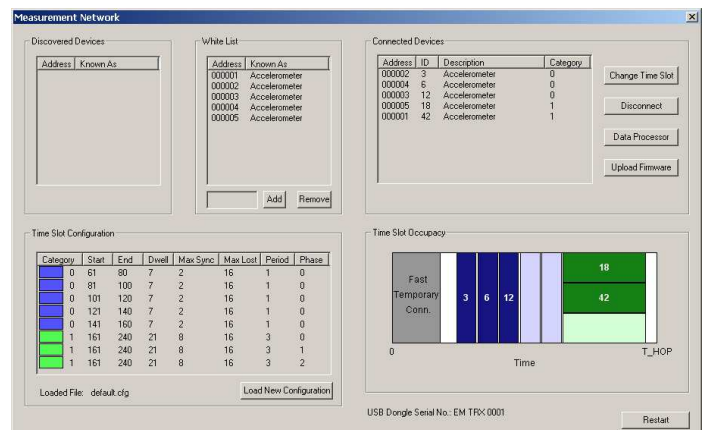 Measurement Network
Discovered Devices
Address Known As
White List
Address Known As
000001 Accelerometer
000002 Accelerometer
000003 Accelerometer
000004 Accelerometer
000005 Accelerometer
Add Remove
Connected Devices
Address ID Description Category
000002 3 Accelerometer 0
000004 6 Accelerometer 0
000003 12 Accelerometer 0
000005 18 Accelerometer 1
000001 42 Accelerometer 1
Change Time Slot
Disconnect
Data Processor
Upload Firmware
Time Slot Configuration
Category Start End Dwell Max Sync Max Lost Period Phase
0 61 80 7 2 16 1 0
0 81 100 7 2 16 1 0
0 101 120 7 2 16 1 0
0 121 140 7 2 16 1 0
0 141 160 7 2 16 1 0
1 161 240 21 8 16 3 0
1 161 240 21 8 16 3 1
1 161 240 21 8 16 3 2
Loaded File: default.cfg
Load New Configuration
Time Slot Occupacy
Fast
Temporary
Conn.
3 6 12
18
42
0 T_HOP
Time
USB Dongle Serial No.: EM TRX 0001
Restart